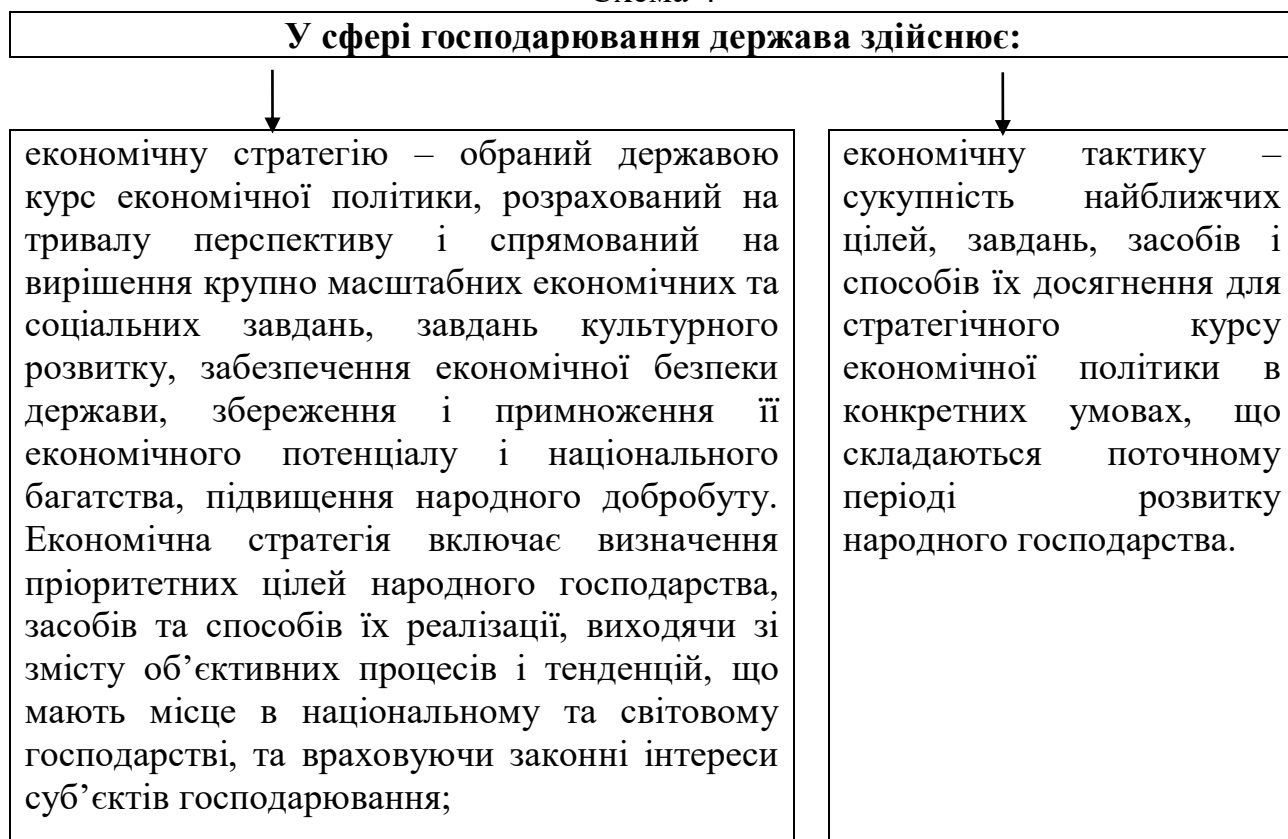 У сфері господарювання держава здійснює:
економічну стратегію – обраний державою
курс економічної політики, розрахований на
тривалу перспективу і спрямований на
вирішення крупно масштабних економічних та
соціальних завдань, завдань культурного
розвитку, забезпечення економічної безпеки
держави, збереження і примноження її
економічного потенціалу і національного
багатства, підвищення народного добробуту.
Економічна стратегія включає визначення
пріоритетних цілей народного господарства,
засобів та способів їх реалізації, виходячи зі
змісту об’єктивних процесів і тенденцій, що
мають місце в національному та світовому
господарстві, та враховуючи законні інтереси
суб’єктів господарювання;
економічну тактику –
сукупність найближчих
цілей, завдань, засобів і
способів їх досягнення для
стратегічного курсу
економічної політики в
конкретних умовах, що
складаються поточному
періоді розвитку
народного господарства.